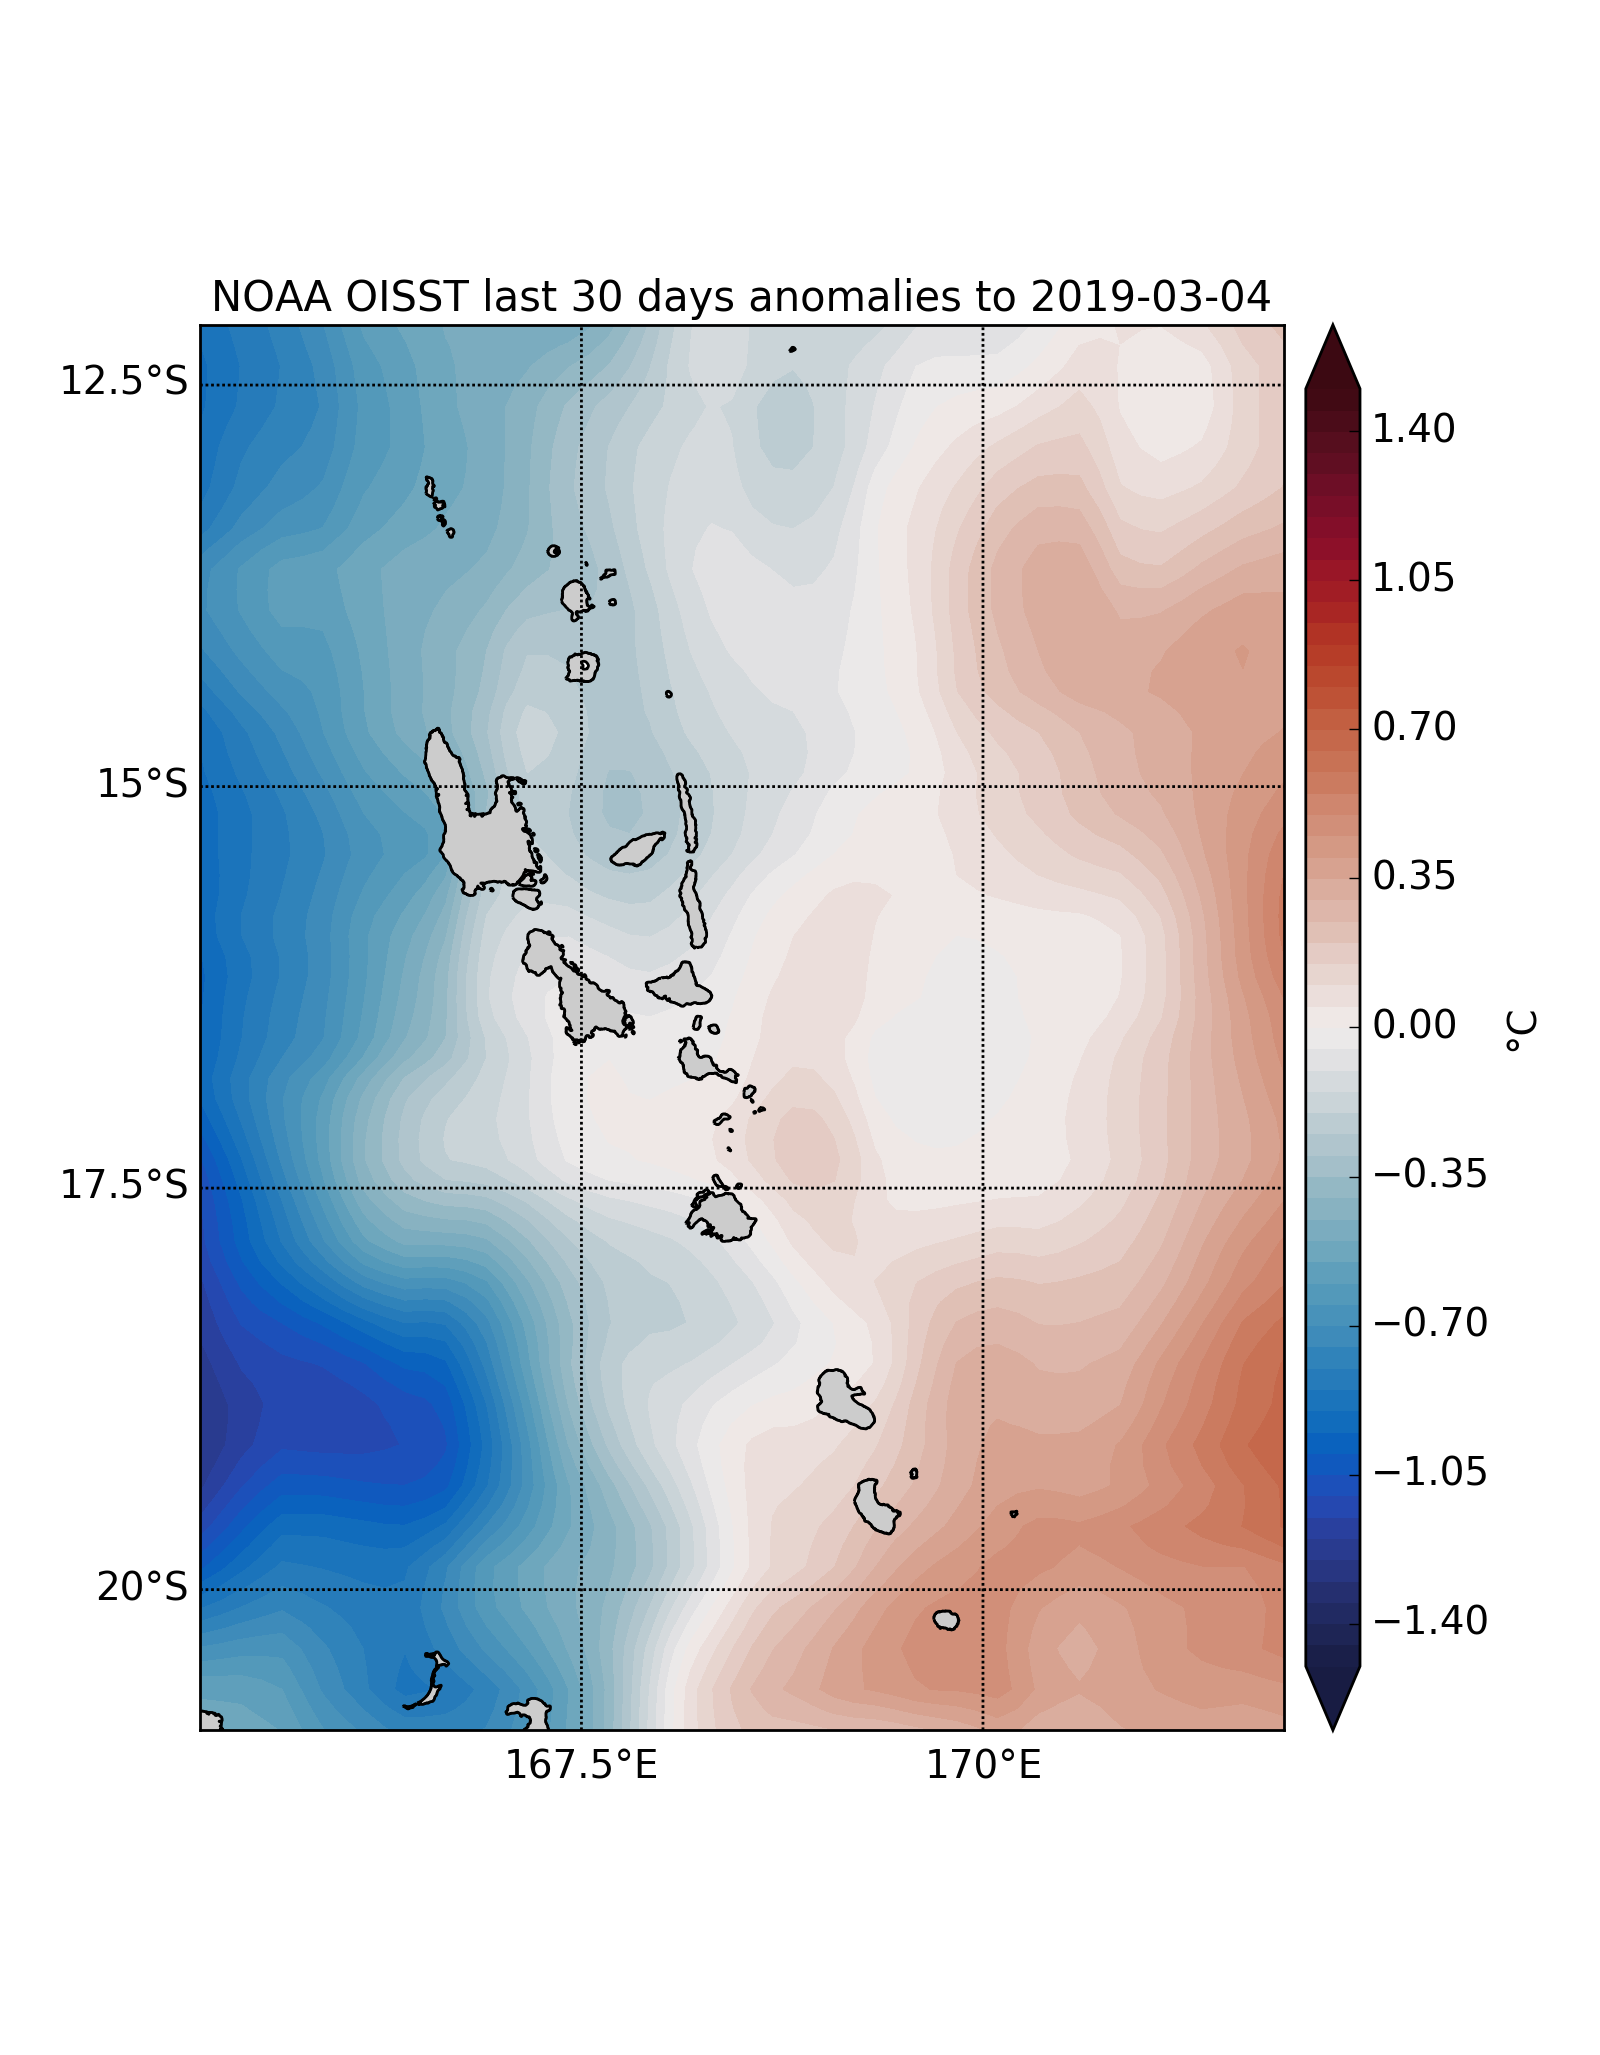 NOAA OISST last 30 days anomalies to 2019-03-04
12.5°S
15°S
17.5°S
20°S
167.5°E
170°E
1.40
1.05
0.70
0.35
0.00
−0.35
−0.70
−1.05
−1.40
°C